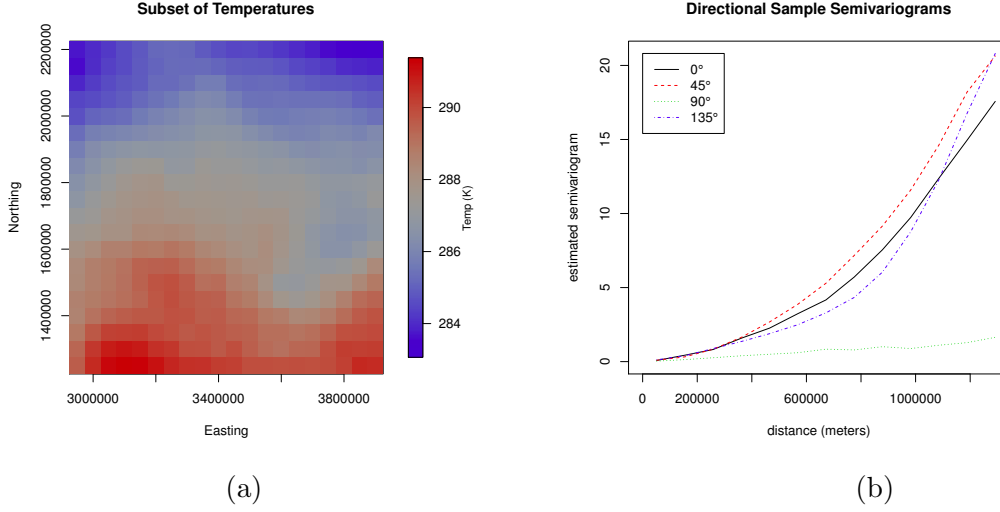 Subset of Temperatures
Northing
2200000
2000000
1800000
1600000
1400000
3000000 3400000 3800000
Easting
290
288
286
284
Temp (K)
(a)
Directional Sample Semivariograms
estimated semivariogram
20
15
10
5
0
0°
45°
90°
135°
0 200000 600000 1000000
distance (meters)
(b)